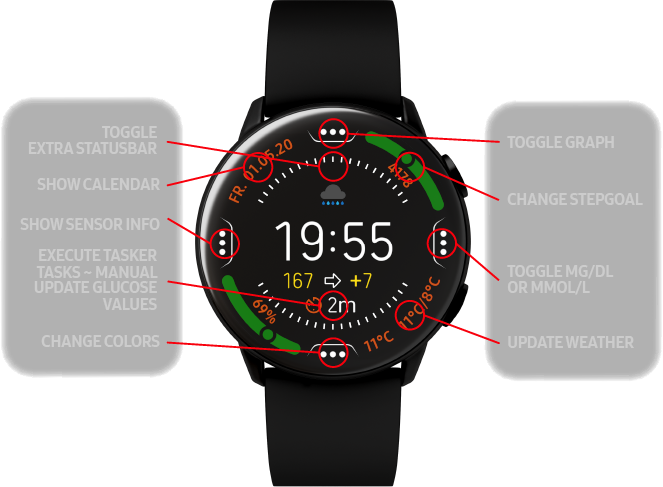 TOGGLE
EXTRA STATUSBAR
SHOW CALENDAR
SHOW SENSOR INFO
EXECUTE TASKER
TASKS ~ MANUAL
UPDATE GLUCOSE
VALUES
CHANGE COLORS
FR. 01.05.20
4178
19:55
167 ⇨ +7
2m
69%
11°C
11°C/8°C
TOGGLE GRAPH
CHANGE STEPGOAL
TOGGLE MG/DL
OR MMOL/L
UPDATE WEATHER